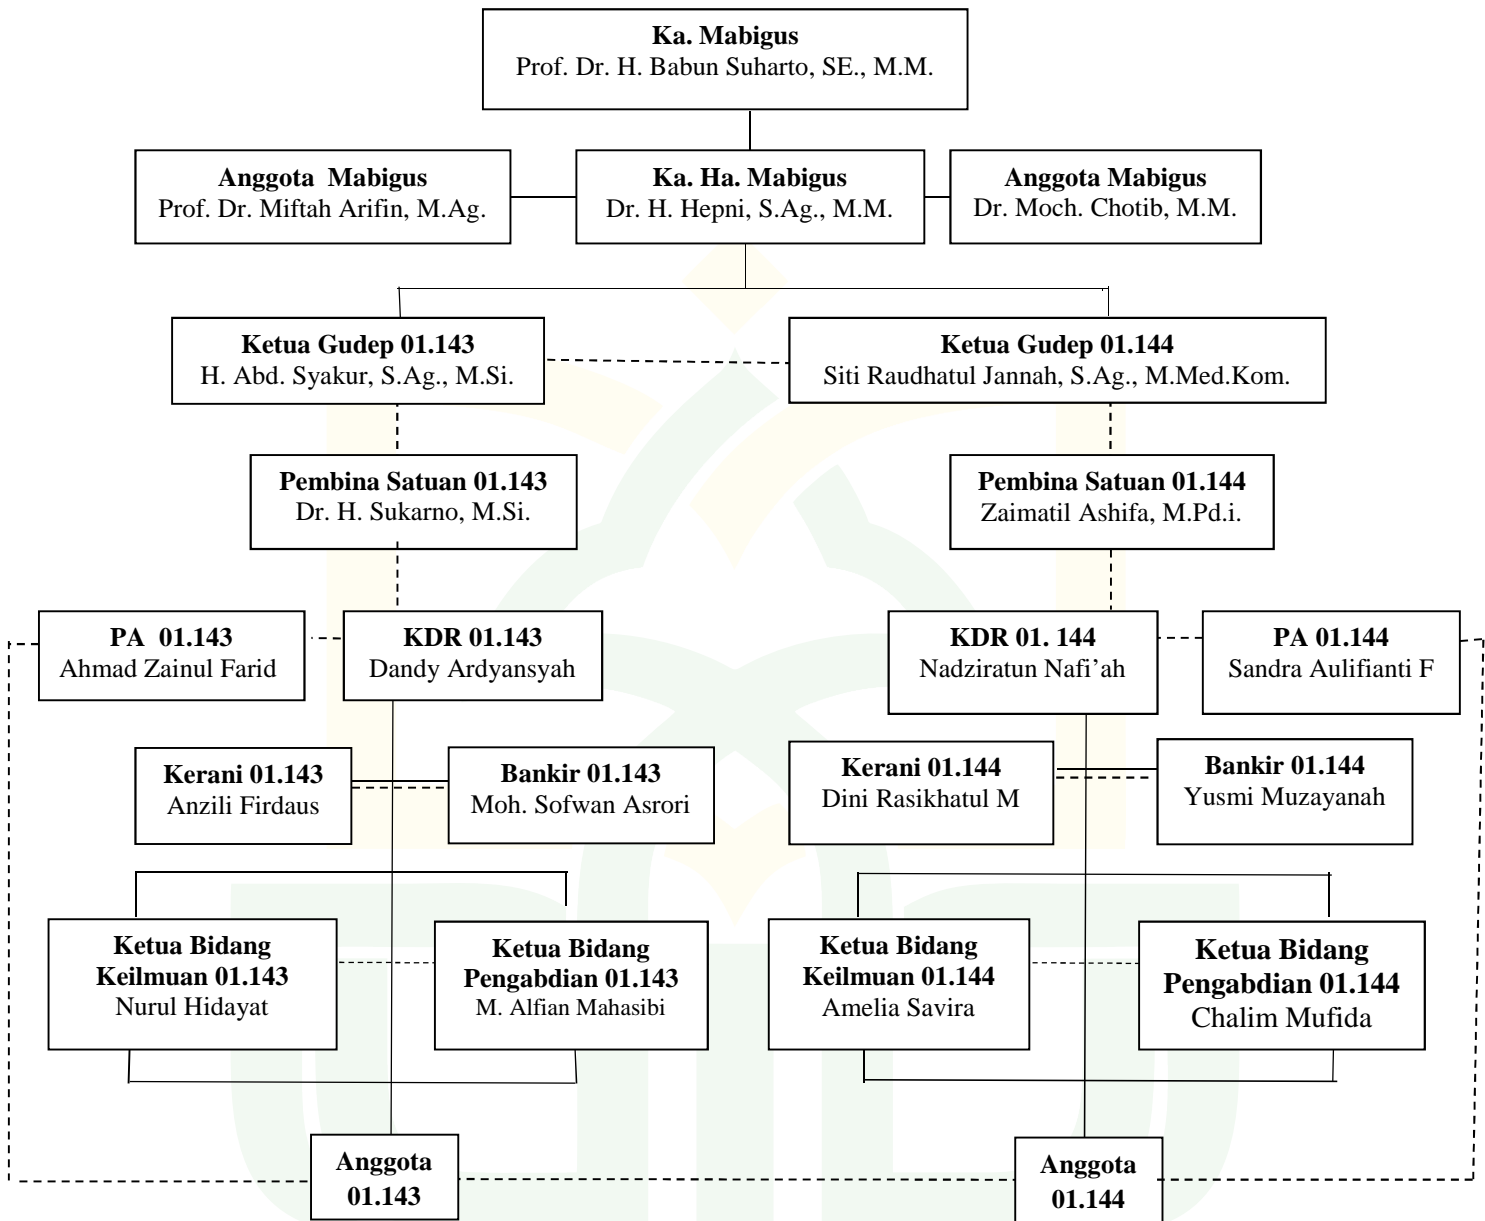 Ka. Mabigus
Prof. Dr. H. Babun Suharto, SE., M.M.
Anggota Mabigus
Prof. Dr. Miftah Arifin, M.Ag.
Ka. Ha. Mabigus
Dr. H. Hepni, S.Ag., M.M.
Anggota Mabigus
Dr. Moch. Chotib, M.M.
Ketua Gudep 01.143
H. Abd. Syakur, S.Ag., M.Si.
Ketua Gudep 01.144
Siti Raudhatul Jannah, S.Ag., M.Med.Kom.
Pembina Satuan 01.143
Dr. H. Sukarno, M.Si.
Pembina Satuan 01.144
Zaimatil Ashifa, M.Pd.i.
PA 01.143
Ahmad Zainul Farid
KDR 01.143
Dandy Ardyansyah
KDR 01. 144
Nadziratun Nafi’ah
PA 01.144
Sandra Aulifianti F
Kerani 01.143
Anzili Firdaus
Bankir 01.143
Moh. Sofwan Asrori
Kerani 01.144
Dini Rasikhatul M
Bankir 01.144
Yusmi Muzayanah
Ketua Bidang
Keilmuan 01.143
Nurul Hidayat
Ketua Bidang
Pengabdian 01.143
M. Alfian Mahasibi
Ketua Bidang
Keilmuan 01.144
Amelia Savira
Ketua Bidang
Pengabdian 01.144
Chalim Mufida
Anggota
01.143
Anggota
01.144